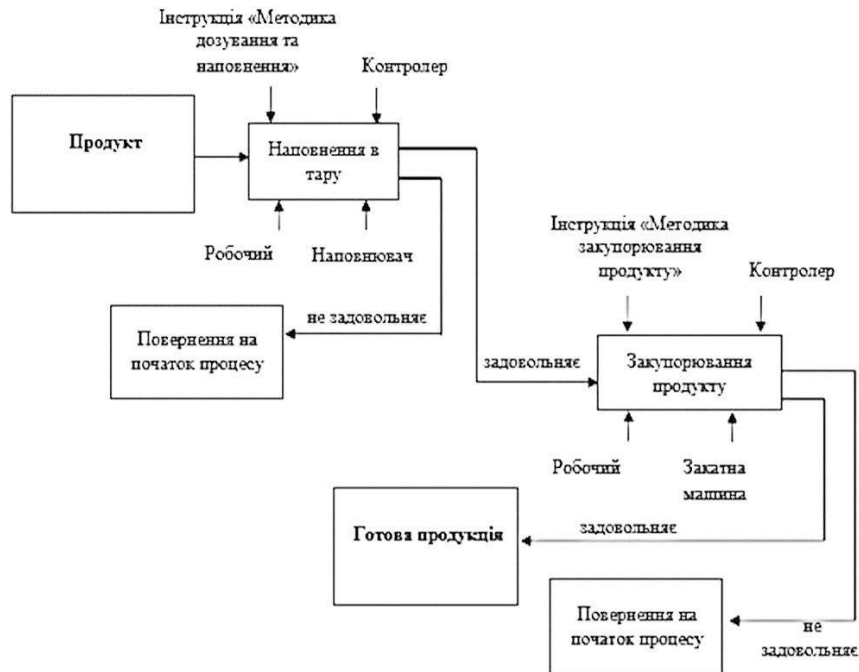 Інструкція «Методика
дозування та
наповнення»
Контролер
Продукт
Наповнення в
тару
Робочий
Наповнювач
не задовольняє
Повернення на
початок процесу
Інструкція «Методика
закупорювання
продукту»
Контролер
задовольняє
Закупорювання
продукту
Робочий
Закатна
машина
задовольняє
Готова продукція
Повернення на
початок процесу
не
задовольняє